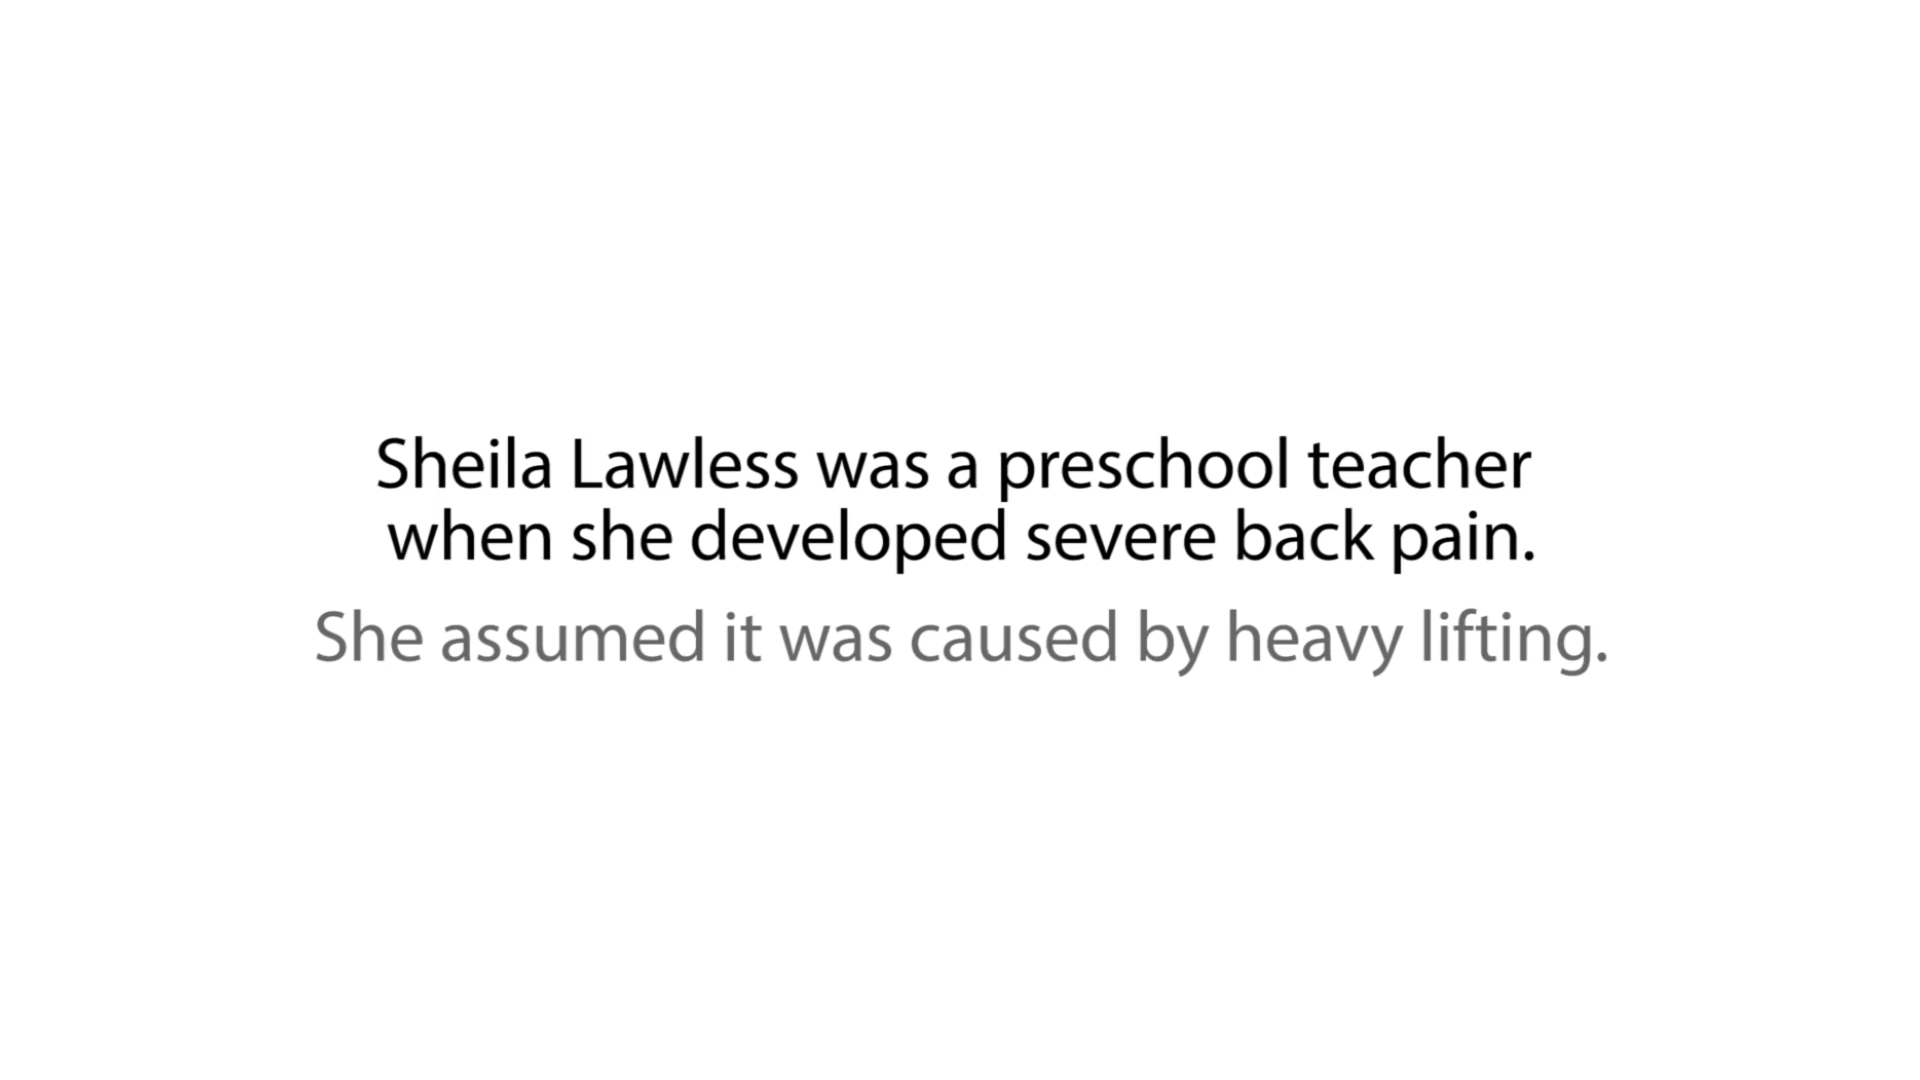 Sheila Lawless was a preschool teacher
when she developed severe back pain.
She assumed it was caused by heavy lifting.